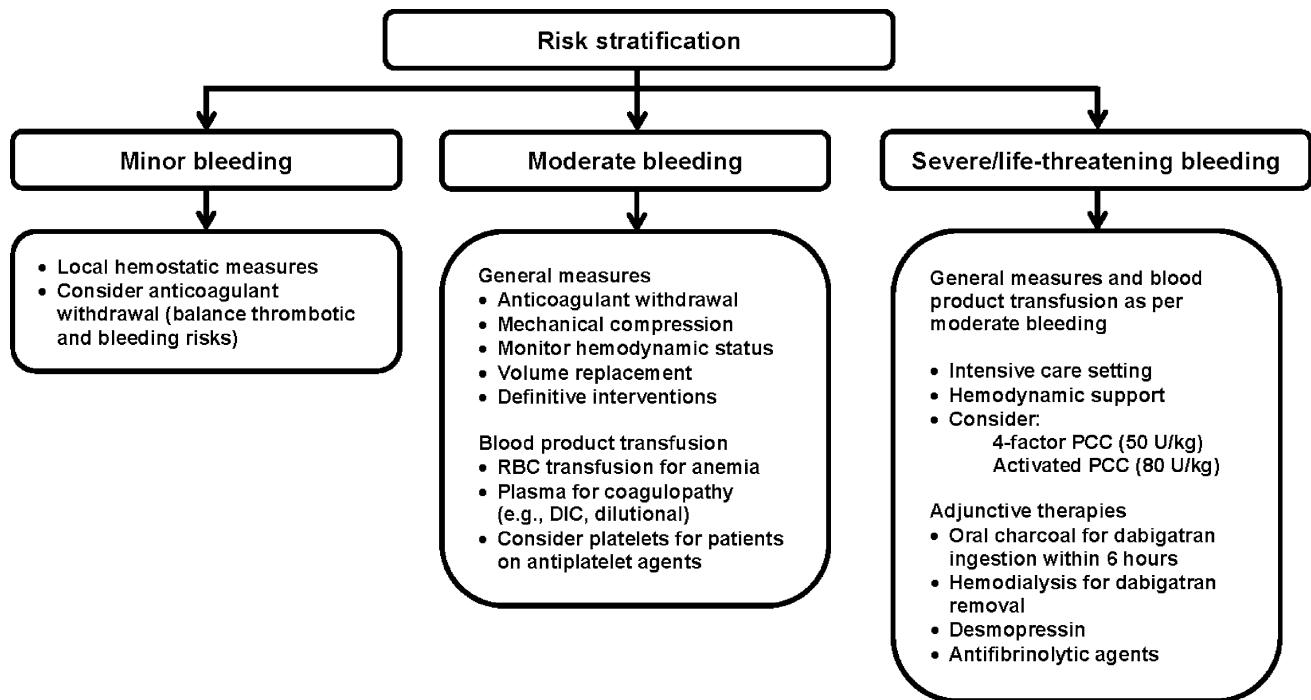 Risk stratification
Minor bleeding
• Local hemostatic measures
• Consider anticoagulant
withdrawal (balance thrombotic
and bleeding risks)
Moderate bleeding
General measures
• Anticoagulant withdrawal
• Mechanical compression
• Monitor hemodynamic status
• Volume replacement
• Definitive interventions
Blood product transfusion
• RBC transfusion for anemia
• Plasma for coagulopathy
(e.g., DIC, dilutional)
• Consider platelets for patients
on antiplatelet agents
Severe/life-threatening bleeding
General measures and blood
product transfusion as per
moderate bleeding
• Intensive care setting
• Hemodynamic support
• Consider:
4-factor PCC (50 U/kg)
Activated PCC (80 U/kg)
Adjunctive therapies
• Oral charcoal for dabigatran
ingestion within 6 hours
• Hemodialysis for dabigatran
removal
• Desmopressin
• Antifibrinolytic agents